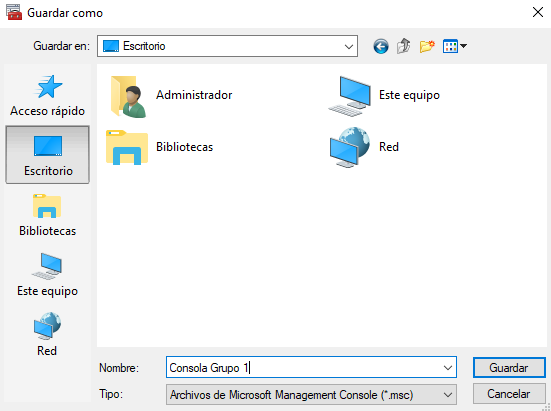 Guardar como
Guardar en: Escritorio
Acceso rápido
Escritorio
Bibliotecas
Este equipo
Red
Administrador
Este equipo
Bibliotecas
Red
Nombre: Consola Grupo 1 Guardar
Tipo: Archivos de Microsoft Management Console (*.msc) Cancelar